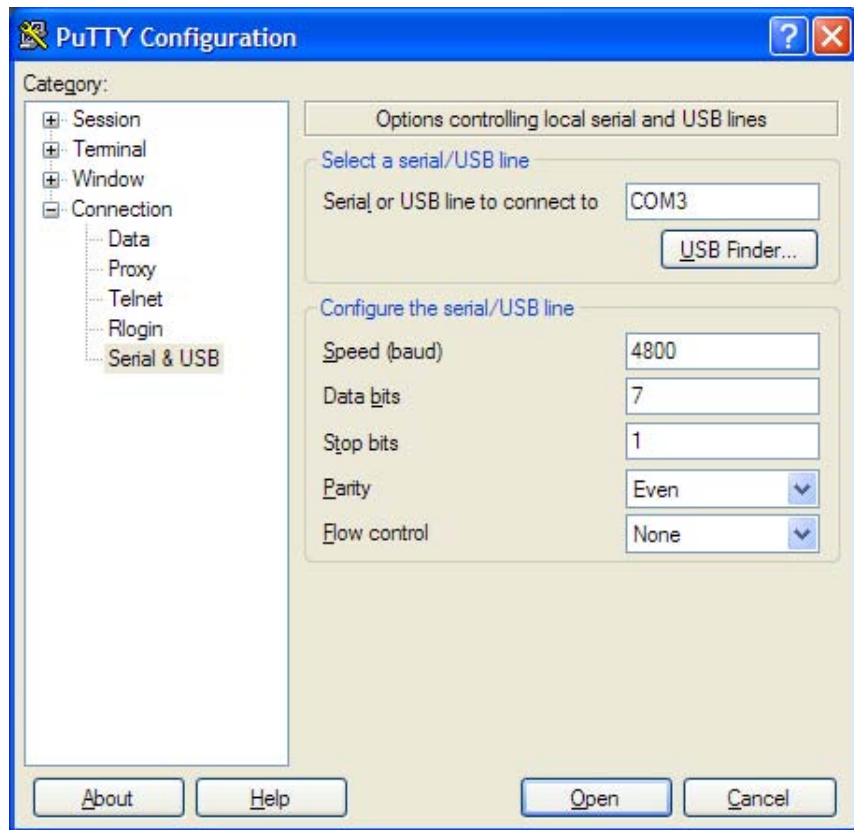 PuTTY Configuration
Category:
Session
Terminal
Window
Connection
Data
Proxy
Telnet
Rlogin
Serial & USB
Options controlling local serial and USB lines
Select a serial/USB line
Serial or USB line to connect to COM3
USB Finder...
Configure the serial/USB line
Speed (baud) 4800
Data bits 7
Stop bits 1
Parity Even
Flow control None
About Help Open Cancel